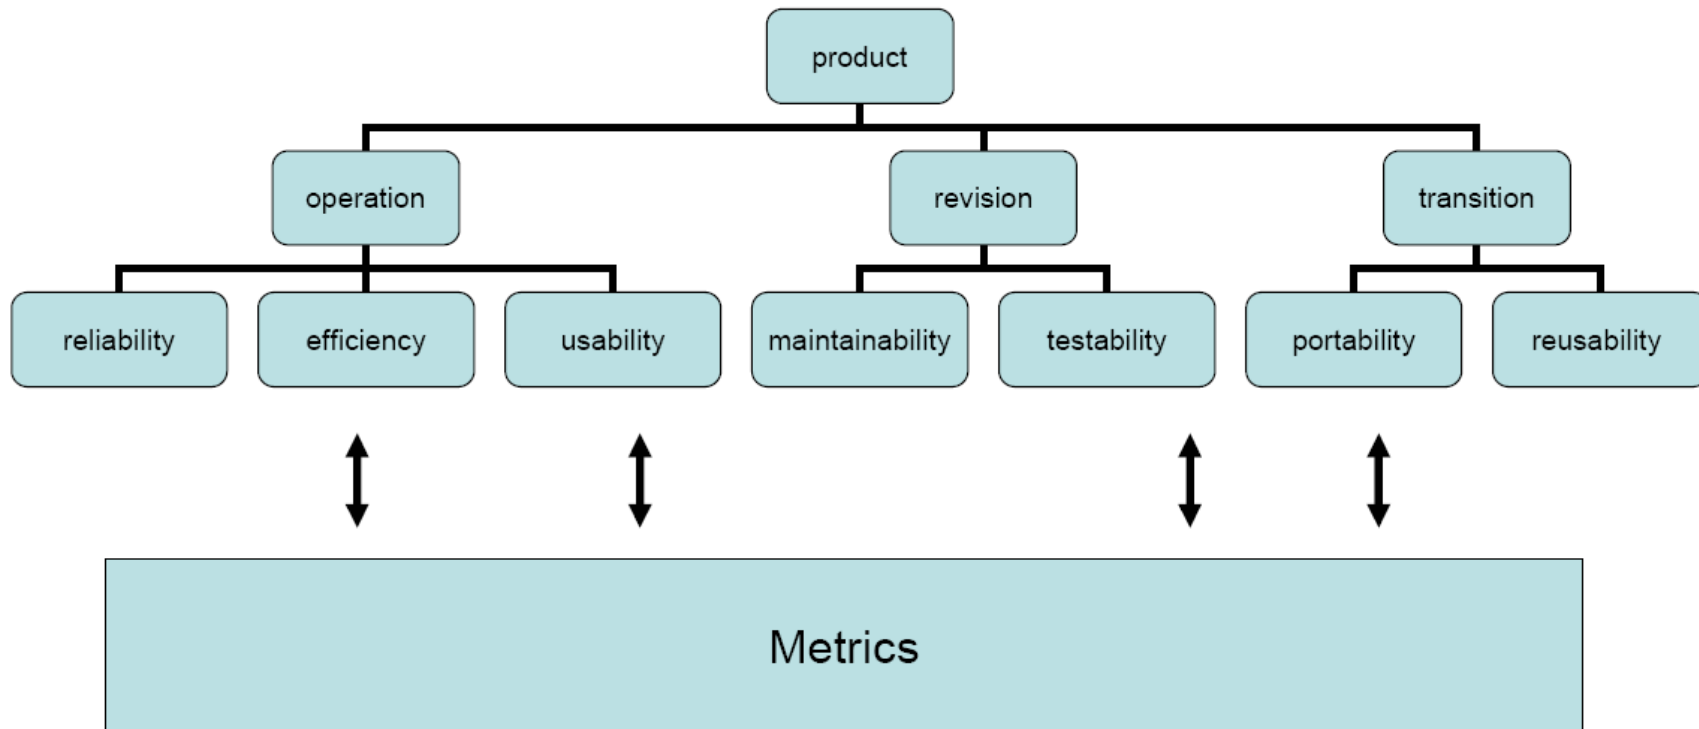 product
operation
revision
transition
reliability
efficiency
usability
maintainability
testability
portability
reusability
Metrics